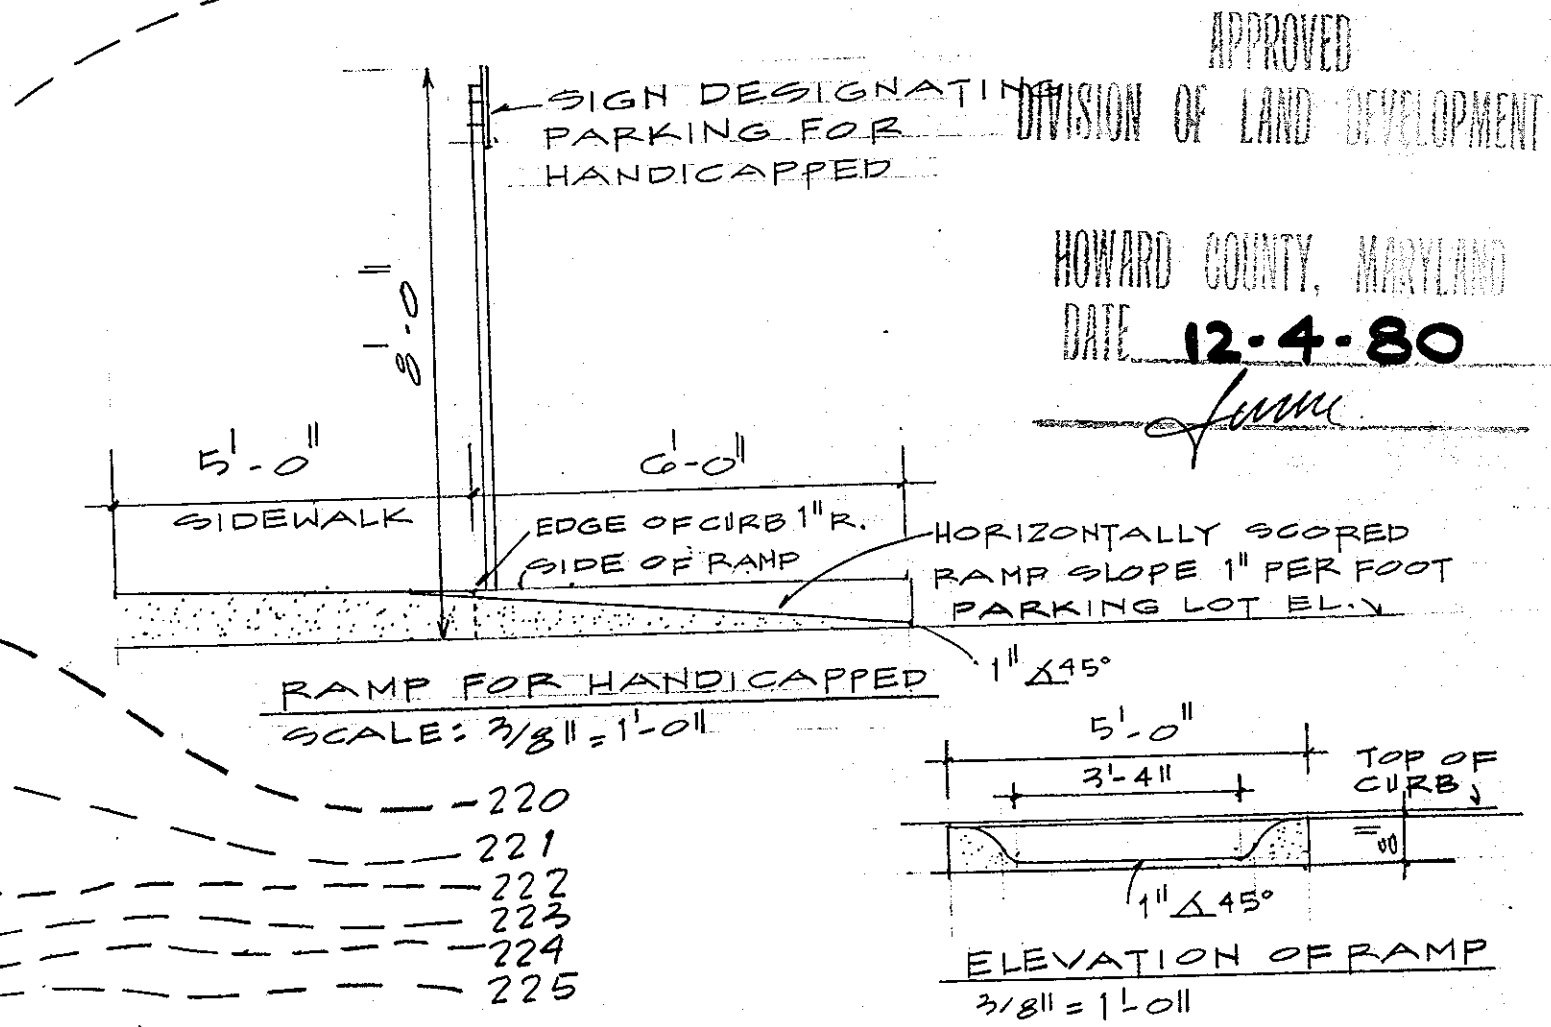 APPROVED
DIVISION OF LAND DEVELOPMENT
HOWARD COUNTY, MARYLAND
DATE 12·4·80
SIGN DESIGNATING
PARKING FOR
HANDICAPPED
8'-0"
5'-0"
6'-0"
SIDEWALK
EDGE OF CURB 1" R.
SIDE OF RAMP
HORIZONTALLY SCORED
RAMP SLOPE 1" PER FOOT
PARKING LOT EL.
1" ∡45°
RAMP FOR HANDICAPPED
SCALE: 3/8" = 1'-0"
5'-0"
3'-4"
TOP OF
CURB
8"
1" ∡45°
ELEVATION OF RAMP
3/8" = 1'-0"
220
221
222
223
224
225